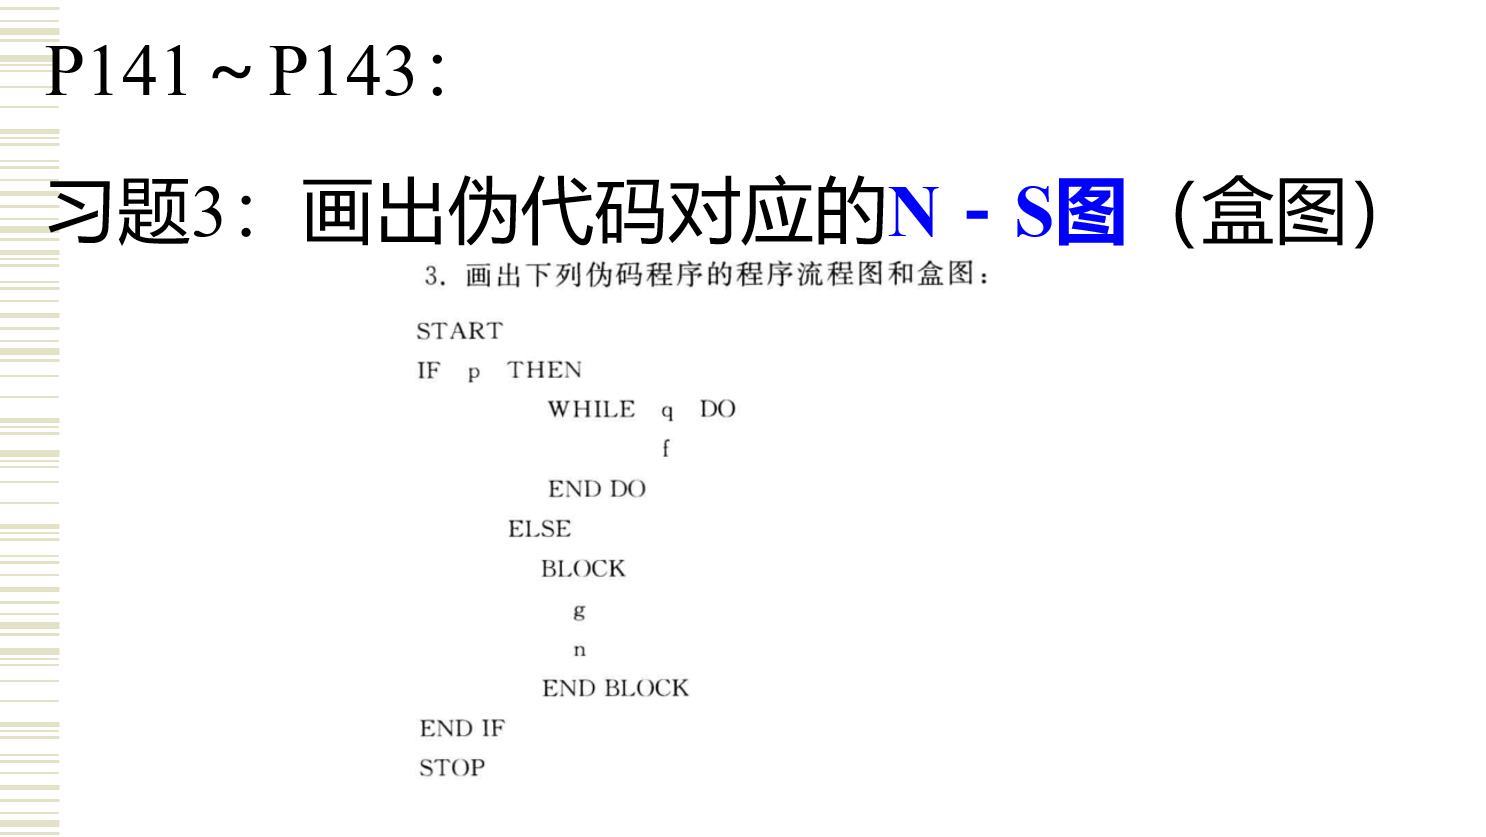 P141～P143：
习题3：画出伪代码对应的N－S图（盒图）
3. 画出下列伪码程序的程序流程图和盒图：
START
IF p THEN
WHILE q DO
f
END DO
ELSE
BLOCK
g
n
END BLOCK
END IF
STOP